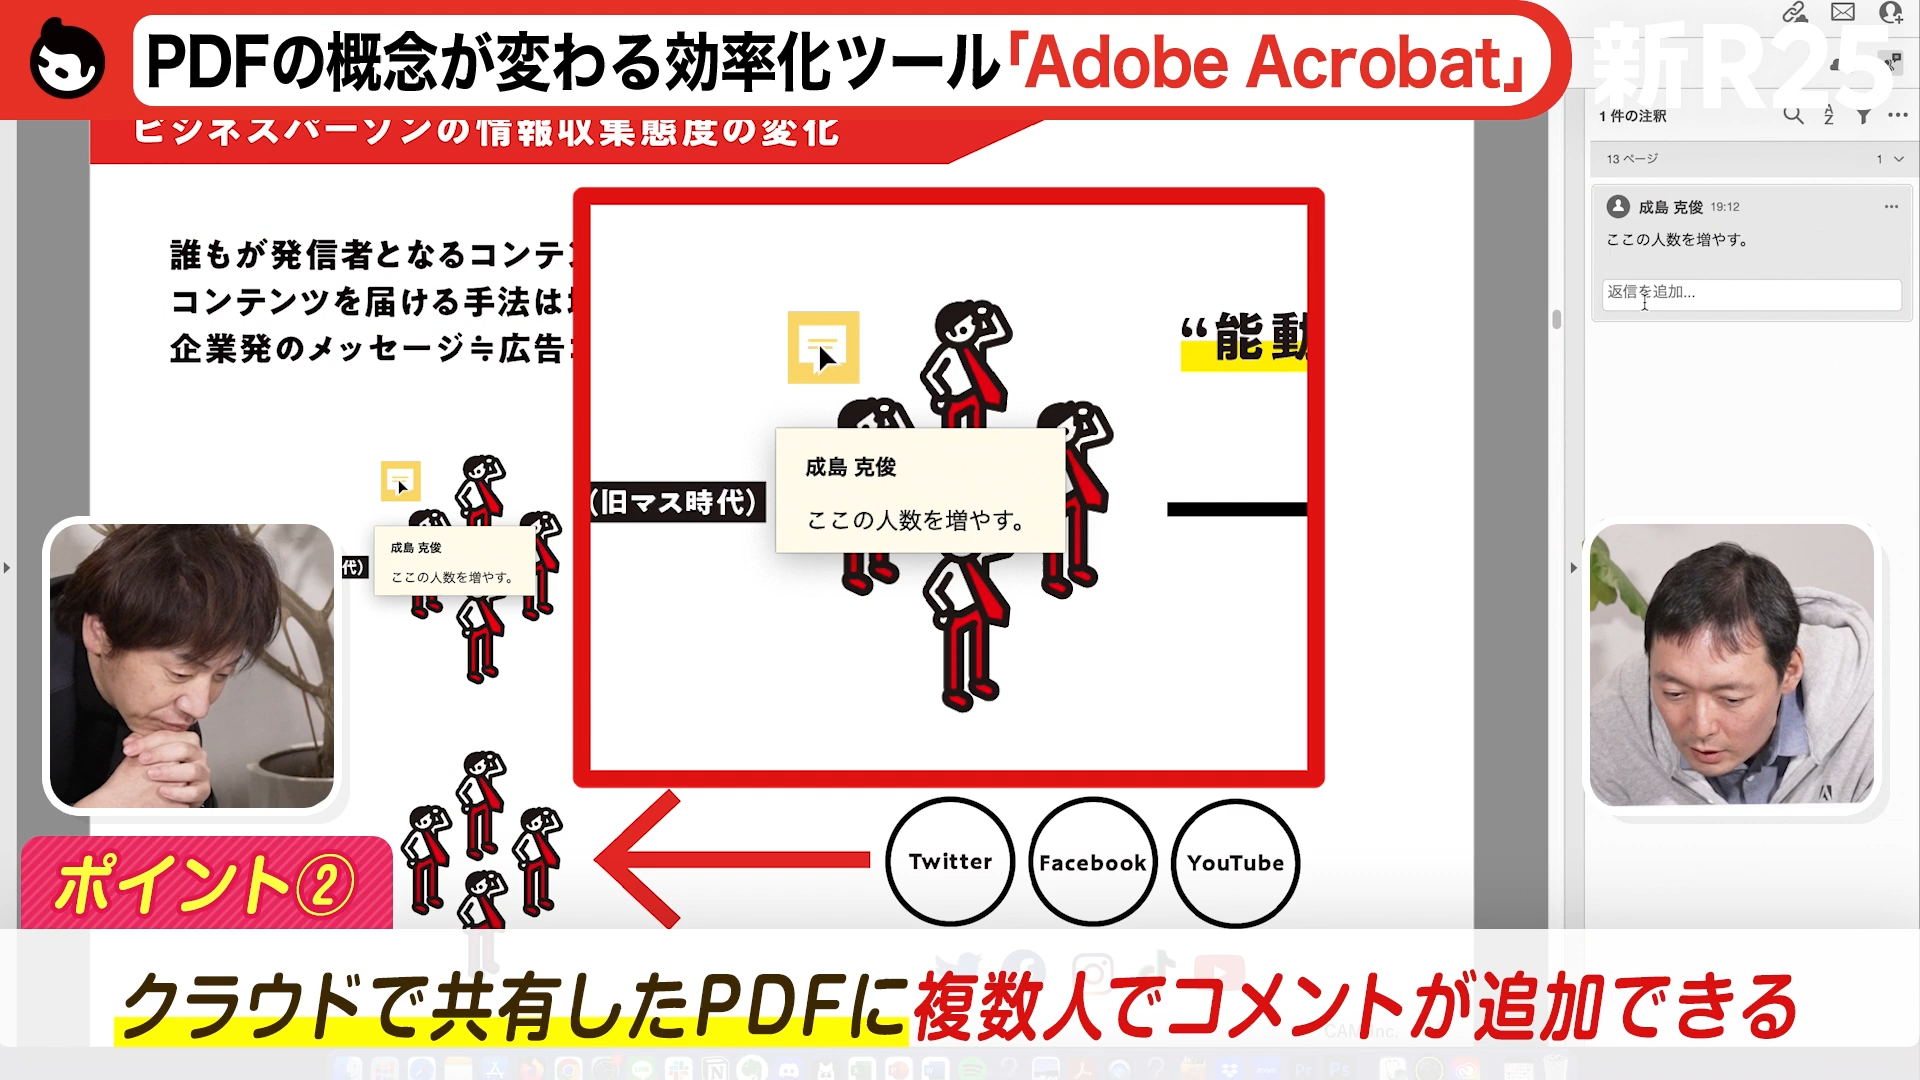 PDFの概念が変わる効率化ツール「Adobe Acrobat」
新R25
ビジネスパーソンの情報収集態度の変化
1 件の注釈
13 ページ
1
成島 克俊 19:12
ここの人数を増やす。
返信を追加...
誰もが発信者となるコンテン
コンテンツを届ける手法は
企業発のメッセージ≒広告
“能動
(旧マス時代)
成島 克俊
ここの人数を増やす。
代)
成島 克俊
ここの人数を増やす。
Twitter
Facebook
YouTube
ポイント②
クラウドで共有したPDFに複数人でコメントが追加できる